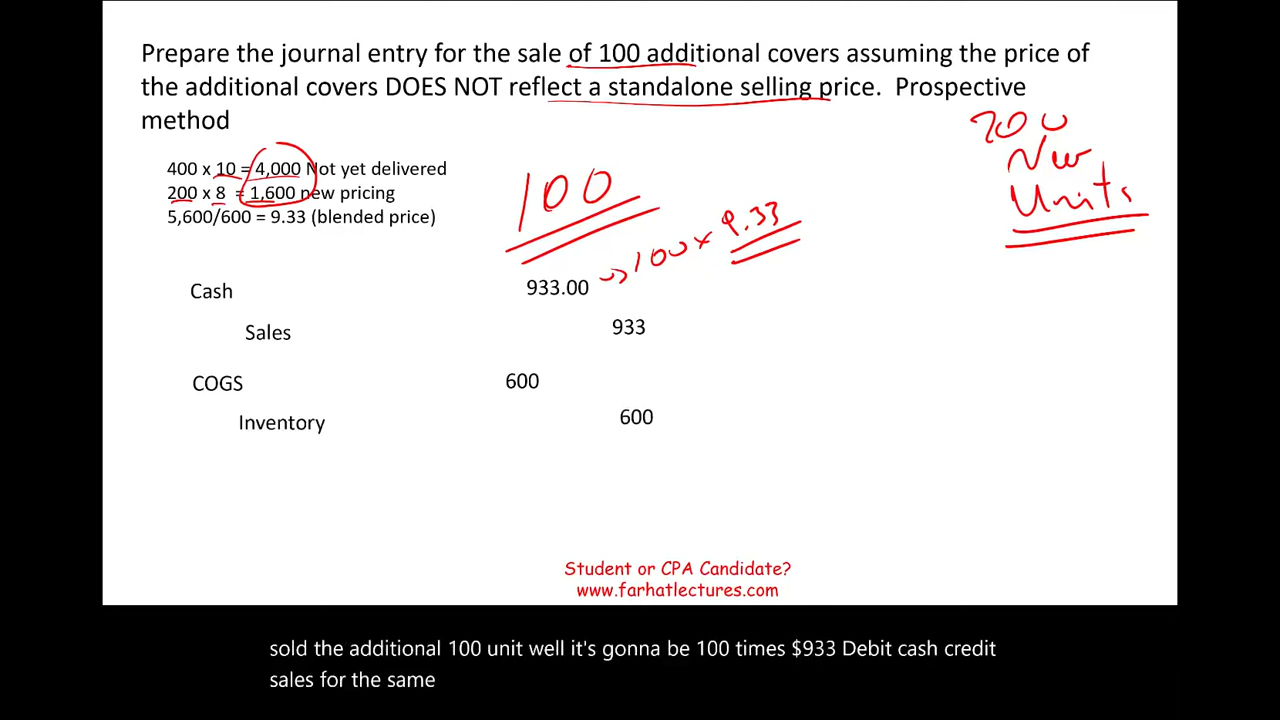 Prepare the journal entry for the sale of 100 additional covers assuming the price of
the additional covers DOES NOT reflect a standalone selling price.  Prospective
method
200
New
Units
400 x 10 = 4,000 Not yet delivered
200 x 8 = 1,600 new pricing
5,600/600 = 9.33 (blended price)
100
100 x 9.33
Cash 933.00
Sales 933
COGS 600
Inventory 600
Student or CPA Candidate?
www.farhatlectures.com
sold the additional 100 unit well it's gonna be 100 times $933 Debit cash credit
sales for the same